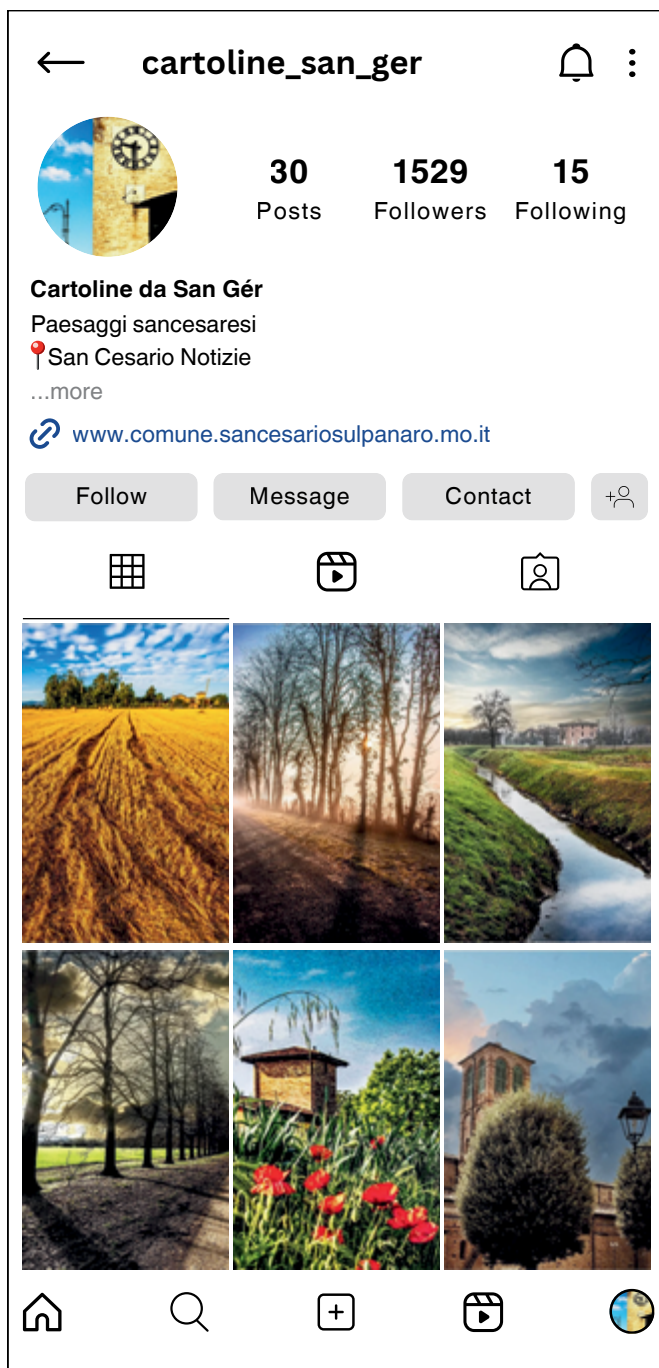 cartoline_san_ger
30 1529 15
Posts Followers Following
Cartoline da San Gér
Paesaggi sancesaresi
San Cesario Notizie
...more
www.comune.sancesariosulpanaro.mo.it
Follow Message Contact